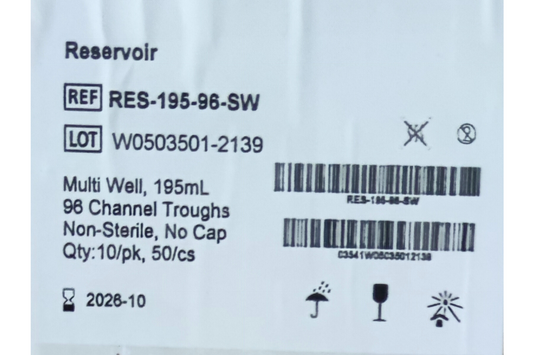 Reservoir
REF RES-195-96-SW
LOT W0503501-2139
Multi Well, 195mL
96 Channel Troughs
Non-Sterile, No Cap
Qty:10/pk, 50/cs
RES-195-96-SW
C3541W05035012139
2026-10